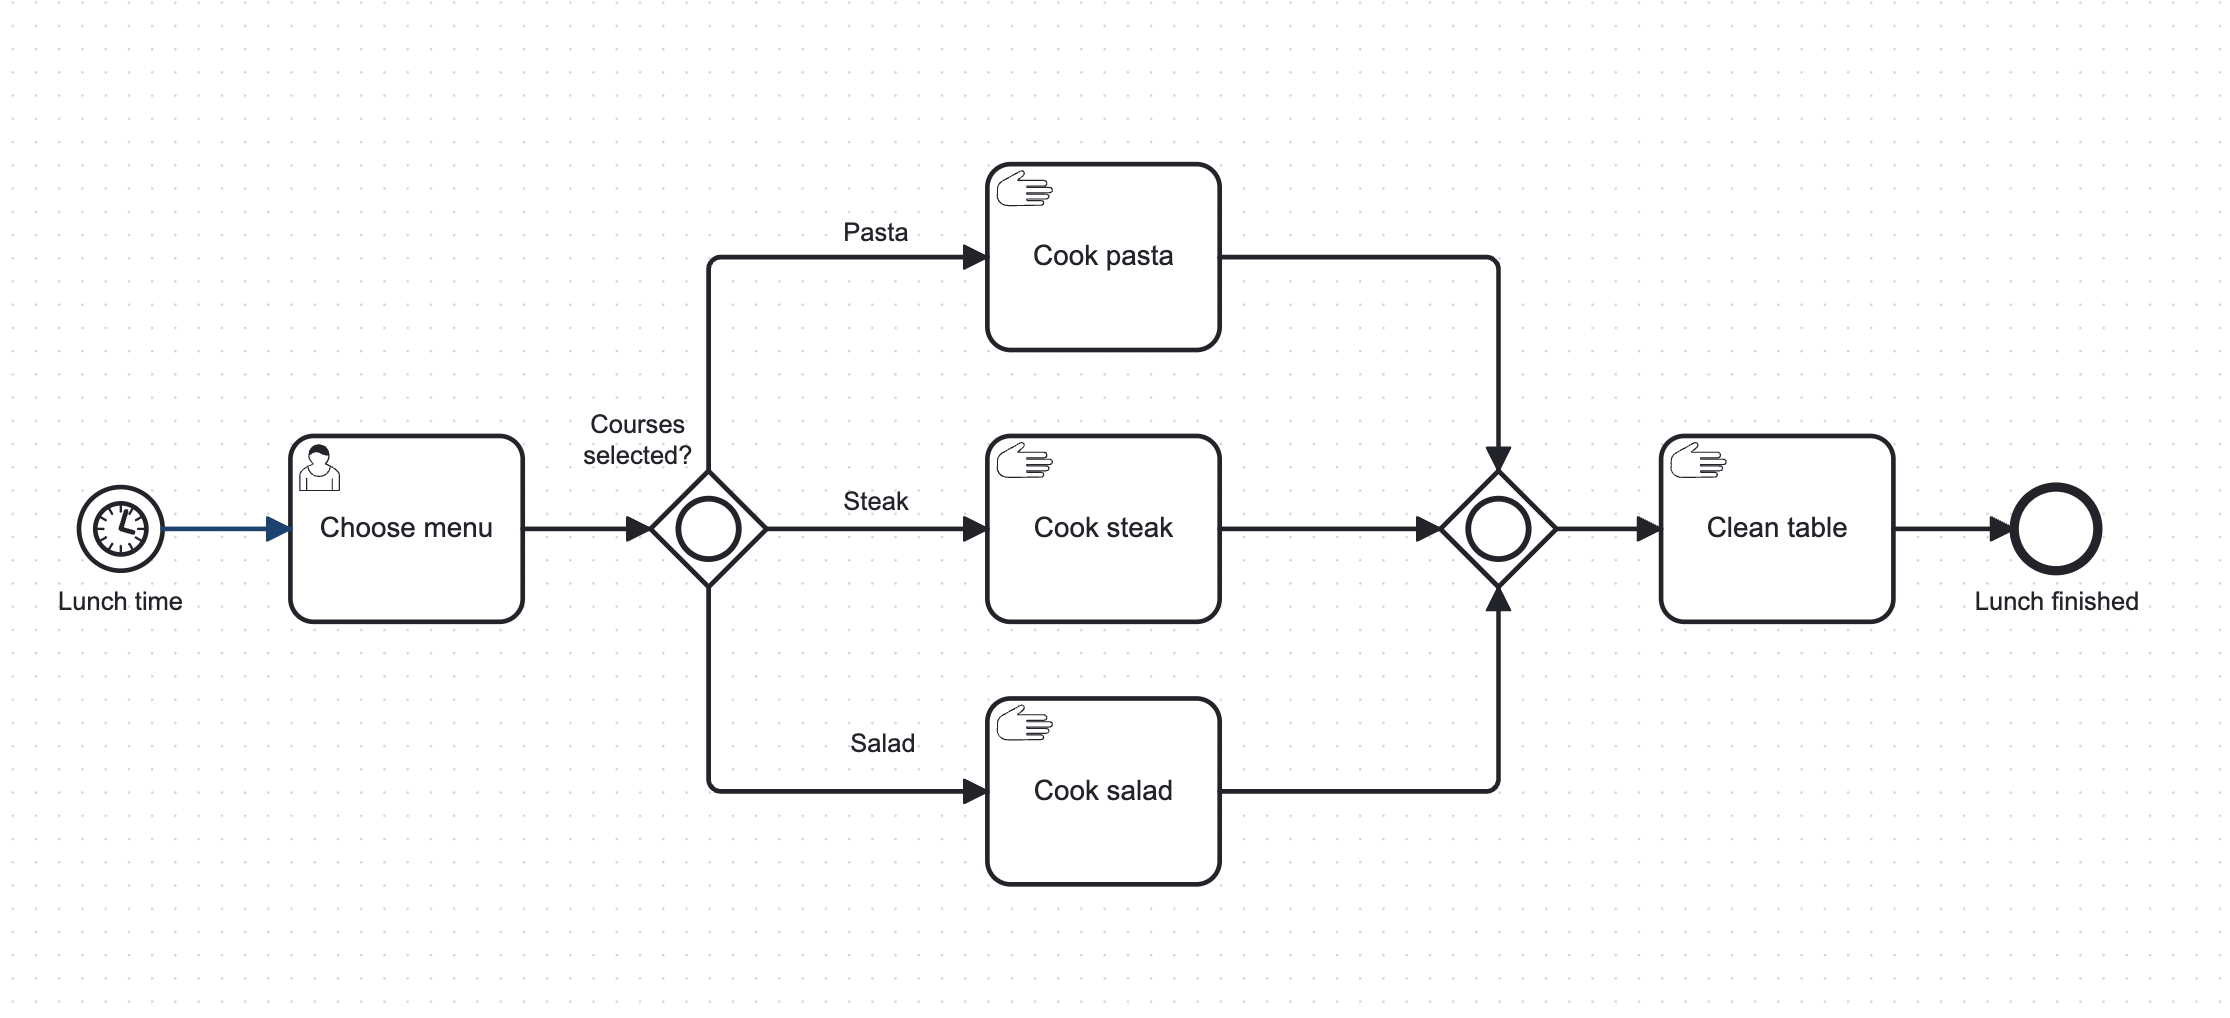 Pasta
Cook pasta
Courses
selected?
Steak
Choose menu
Cook steak
Clean table
Lunch time
Lunch finished
Salad
Cook salad